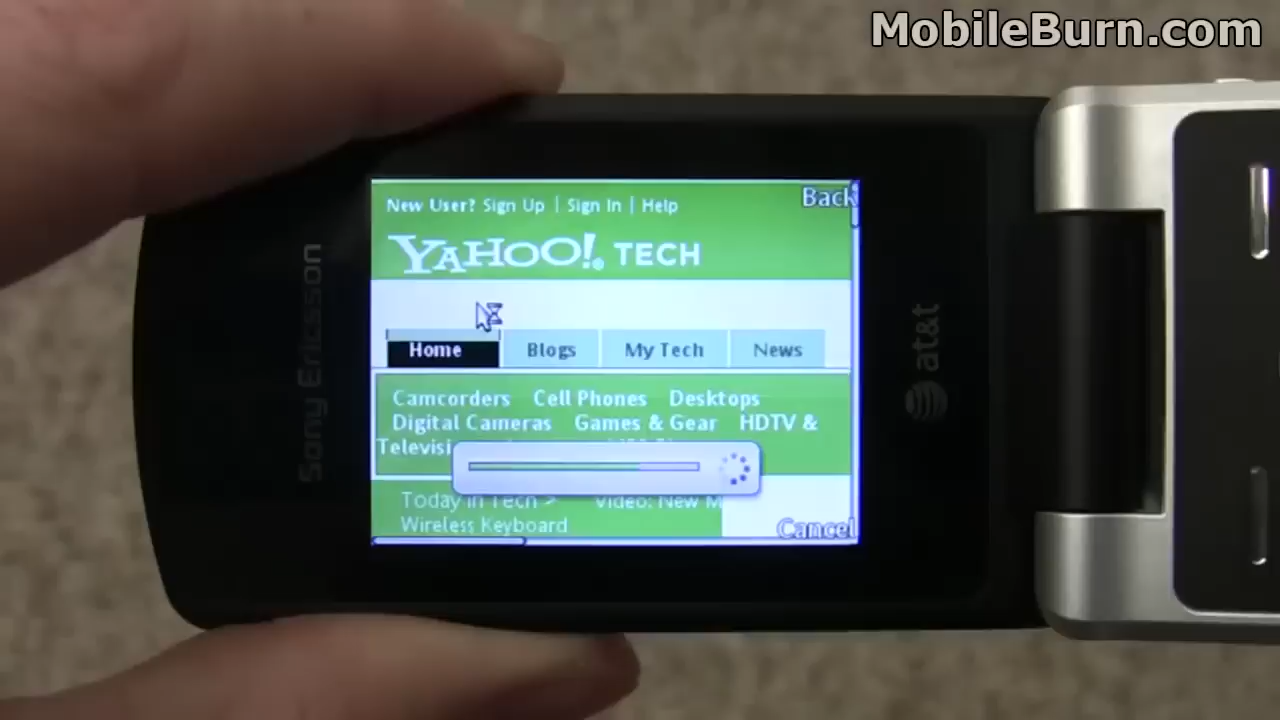 MobileBurn.com
New User? Sign Up | Sign In | Help
Back
YAHOO!. TECH
Home Blogs My Tech News
Camcorders Cell Phones Desktops
Digital Cameras Games & Gear HDTV &
Televisi
Today in Tech > Video: New M
Wireless Keyboard
Cancel
Sony Ericsson
at&t